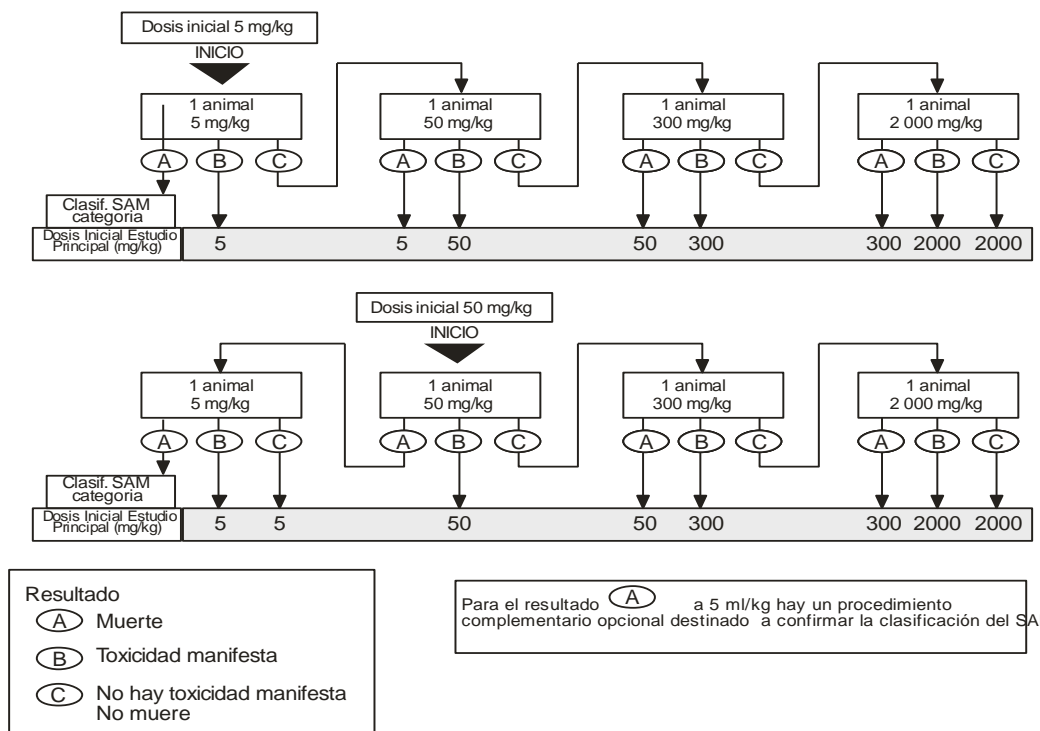 Dosis inicial 5 mg/kg
INICIO
1 animal
5 mg/kg
1 animal
50 mg/kg
1 animal
300 mg/kg
1 animal
2 000 mg/kg
A B C A B C A B C A B C
Clasif. SAM
categoria
Dosis Inicial Estudio
Principal (mg/kg)
5 5 50 50 300 300 2000 2000
Dosis inicial 50 mg/kg
INICIO
1 animal
5 mg/kg
1 animal
50 mg/kg
1 animal
300 mg/kg
1 animal
2 000 mg/kg
A B C A B C A B C A B C
Clasif. SAM
categoria
Dosis Inicial Estudio
Principal (mg/kg)
5 5 50 50 300 300 2000 2000
Resultado
A Muerte
B Toxicidad manifesta
C No hay toxicidad manifesta
No muere
Para el resultado A a 5 ml/kg hay un procedimiento
complementario opcional destinado a confirmar la clasificación del SA